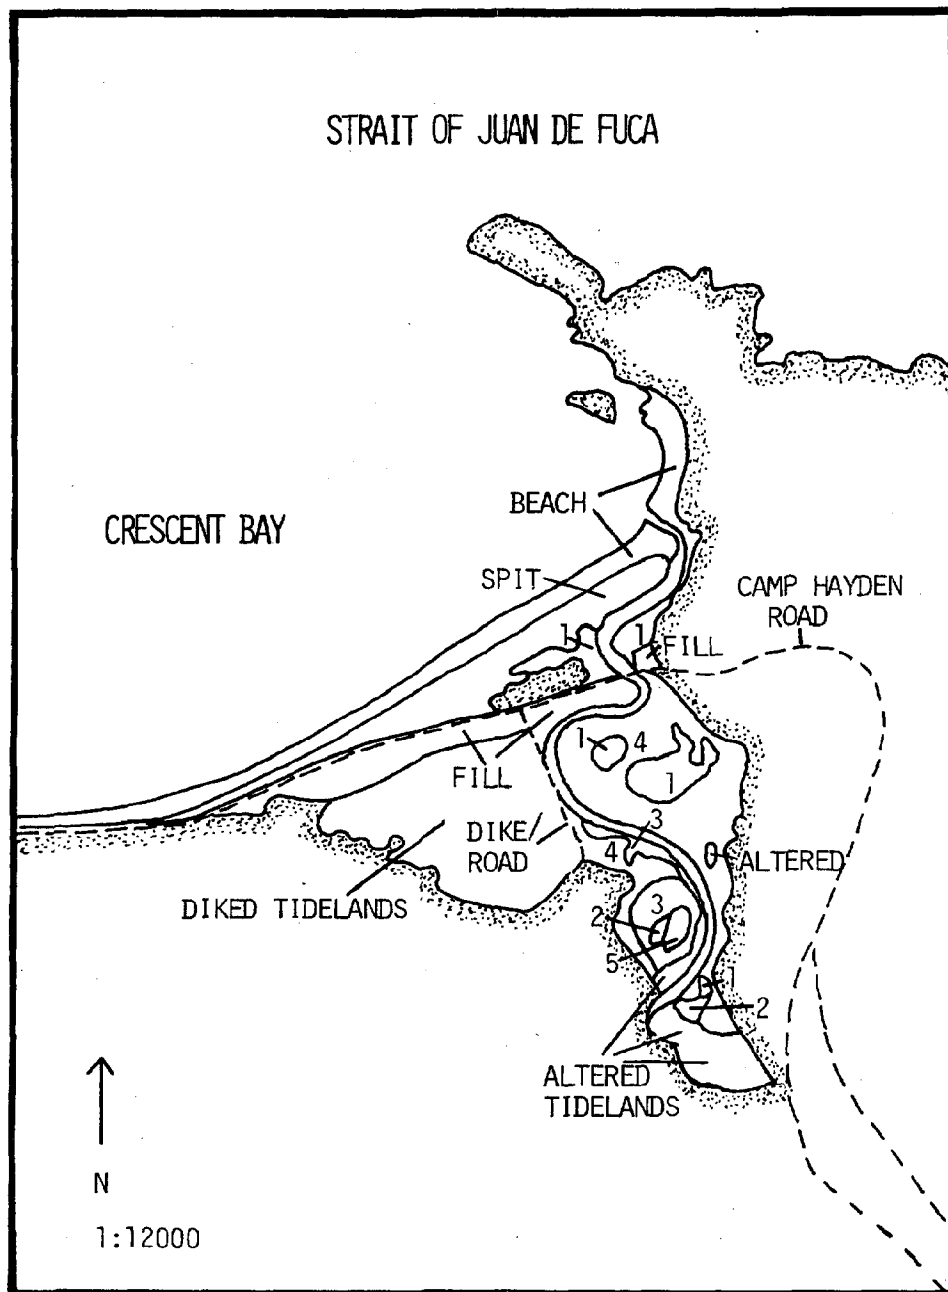 STRAIT OF JUAN DE FUCA
BEACH
CRESCENT BAY
SPIT
CAMP HAYDEN
ROAD
1
1
FILL
1
4
1
FILL
3
DIKE/
ROAD
4
ALTERED
DIKED TIDELANDS
3
2
5
1
2
ALTERED
TIDELANDS
N
1:12000